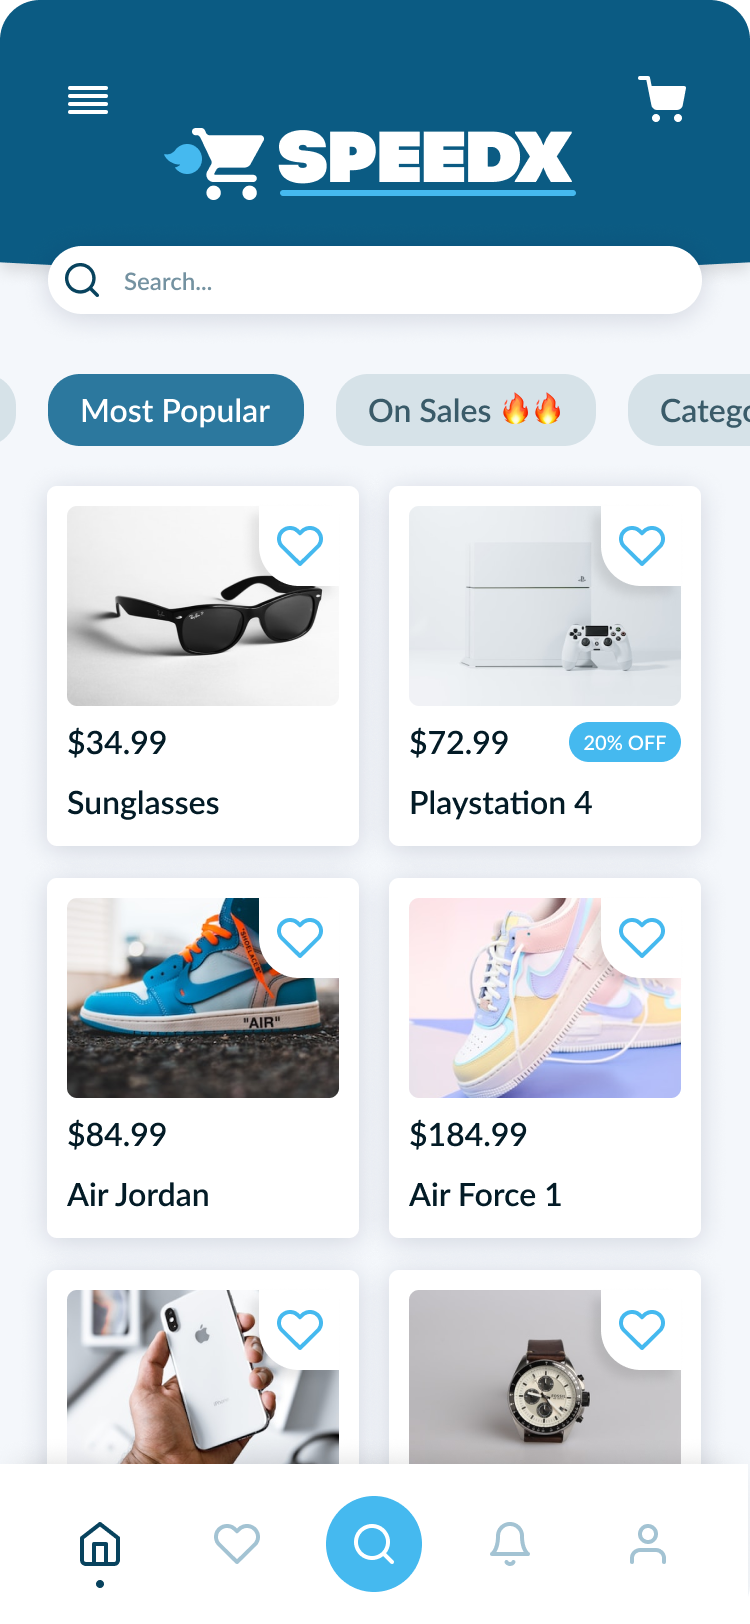 SPEEDX
Search...
Most Popular
On Sales 🔥🔥
Catego
$34.99
Sunglasses
$72.99
20% OFF
Playstation 4
"SHOELACES"
"AIR"
$84.99
Air Jordan
$184.99
Air Force 1